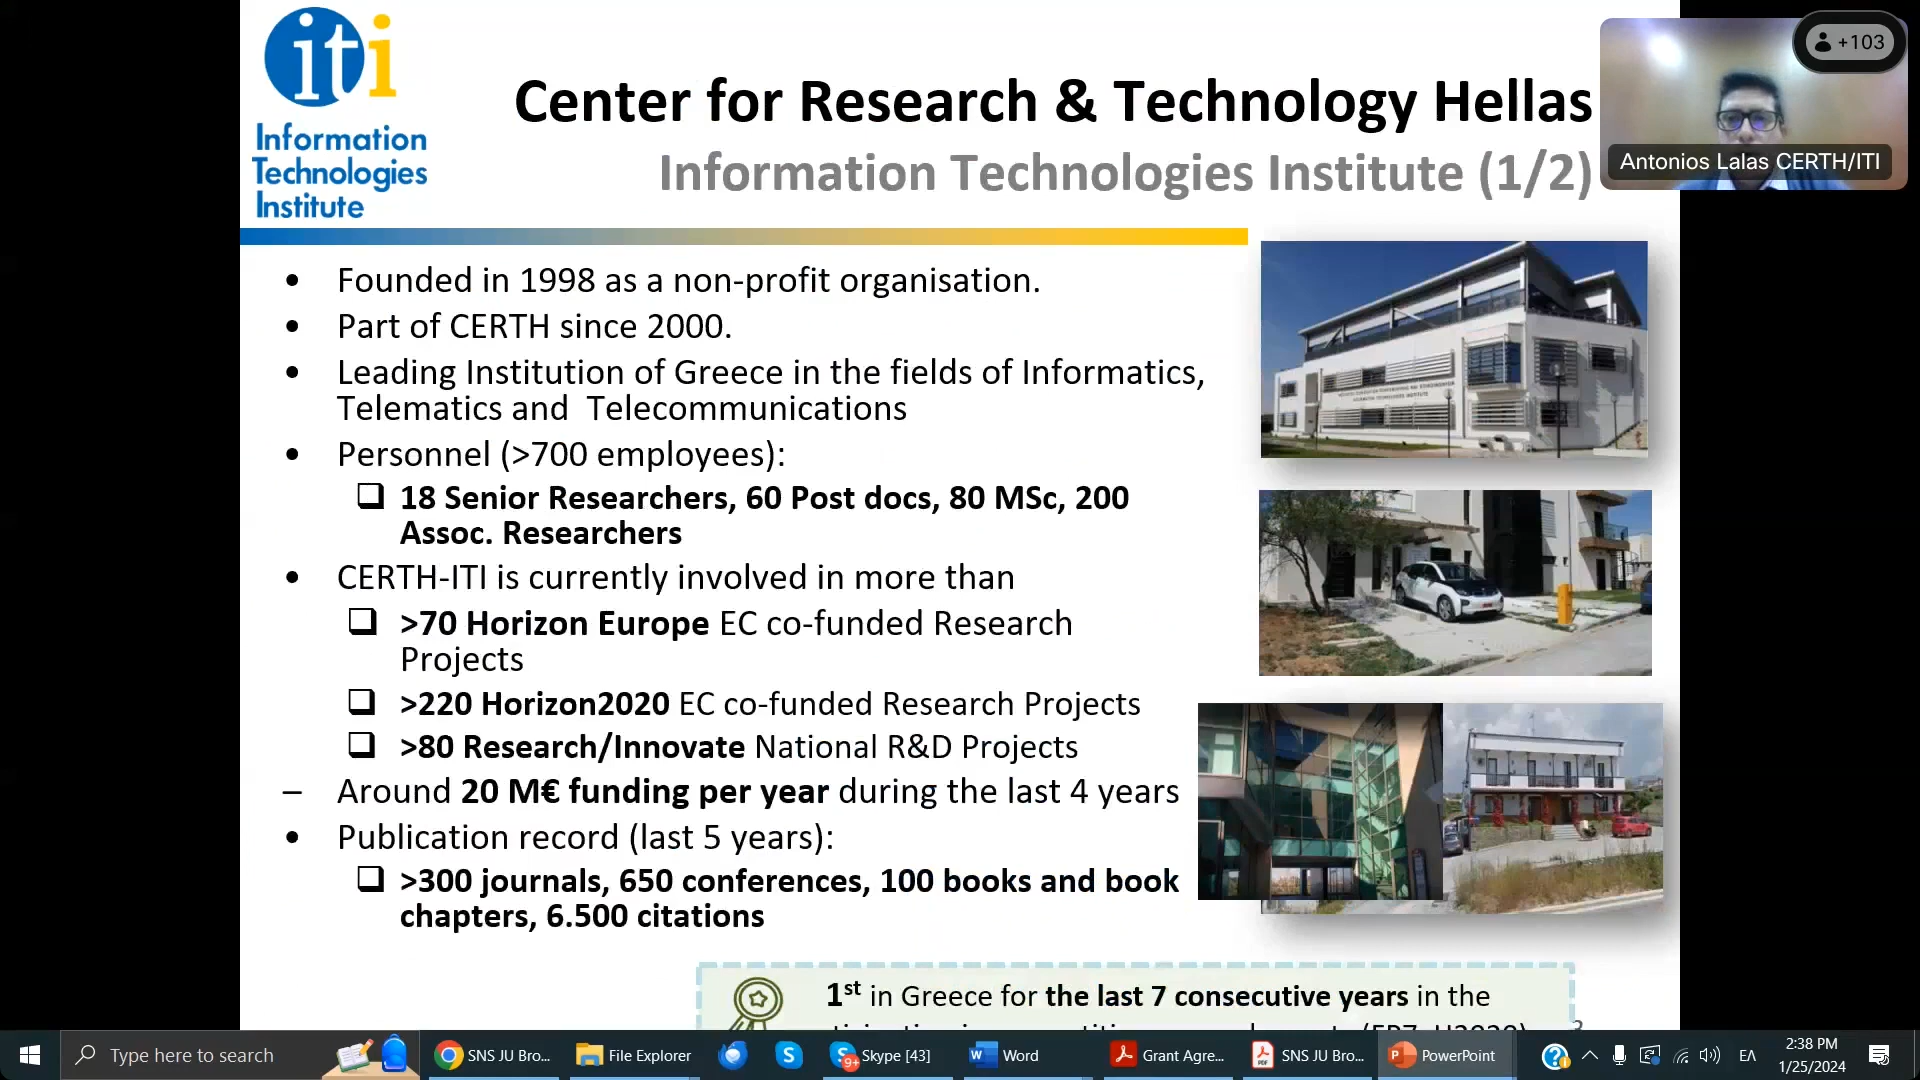 iti
Information
Technologies
Institute
Center for Research & Technology Hellas
Information Technologies Institute (1/2)
+103
Antonios Lalas CERTH/ITI
• Founded in 1998 as a non-profit organisation.
• Part of CERTH since 2000.
• Leading Institution of Greece in the fields of Informatics,
Telematics and Telecommunications
• Personnel (>700 employees):
❑ 18 Senior Researchers, 60 Post docs, 80 MSc, 200
Assoc. Researchers
• CERTH-ITI is currently involved in more than
❑ >70 Horizon Europe EC co-funded Research
Projects
❑ >220 Horizon2020 EC co-funded Research Projects
❑ >80 Research/Innovate National R&D Projects
– Around 20 M€ funding per year during the last 4 years
• Publication record (last 5 years):
❑ >300 journals, 650 conferences, 100 books and book
chapters, 6.500 citations
1st in Greece for the last 7 consecutive years in the
Type here to search
SNS JU Bro...
File Explorer
Skype [43]
Word
Grant Agre...
SNS JU Bro...
PowerPoint
ΕΛ
2:38 PM
1/25/2024